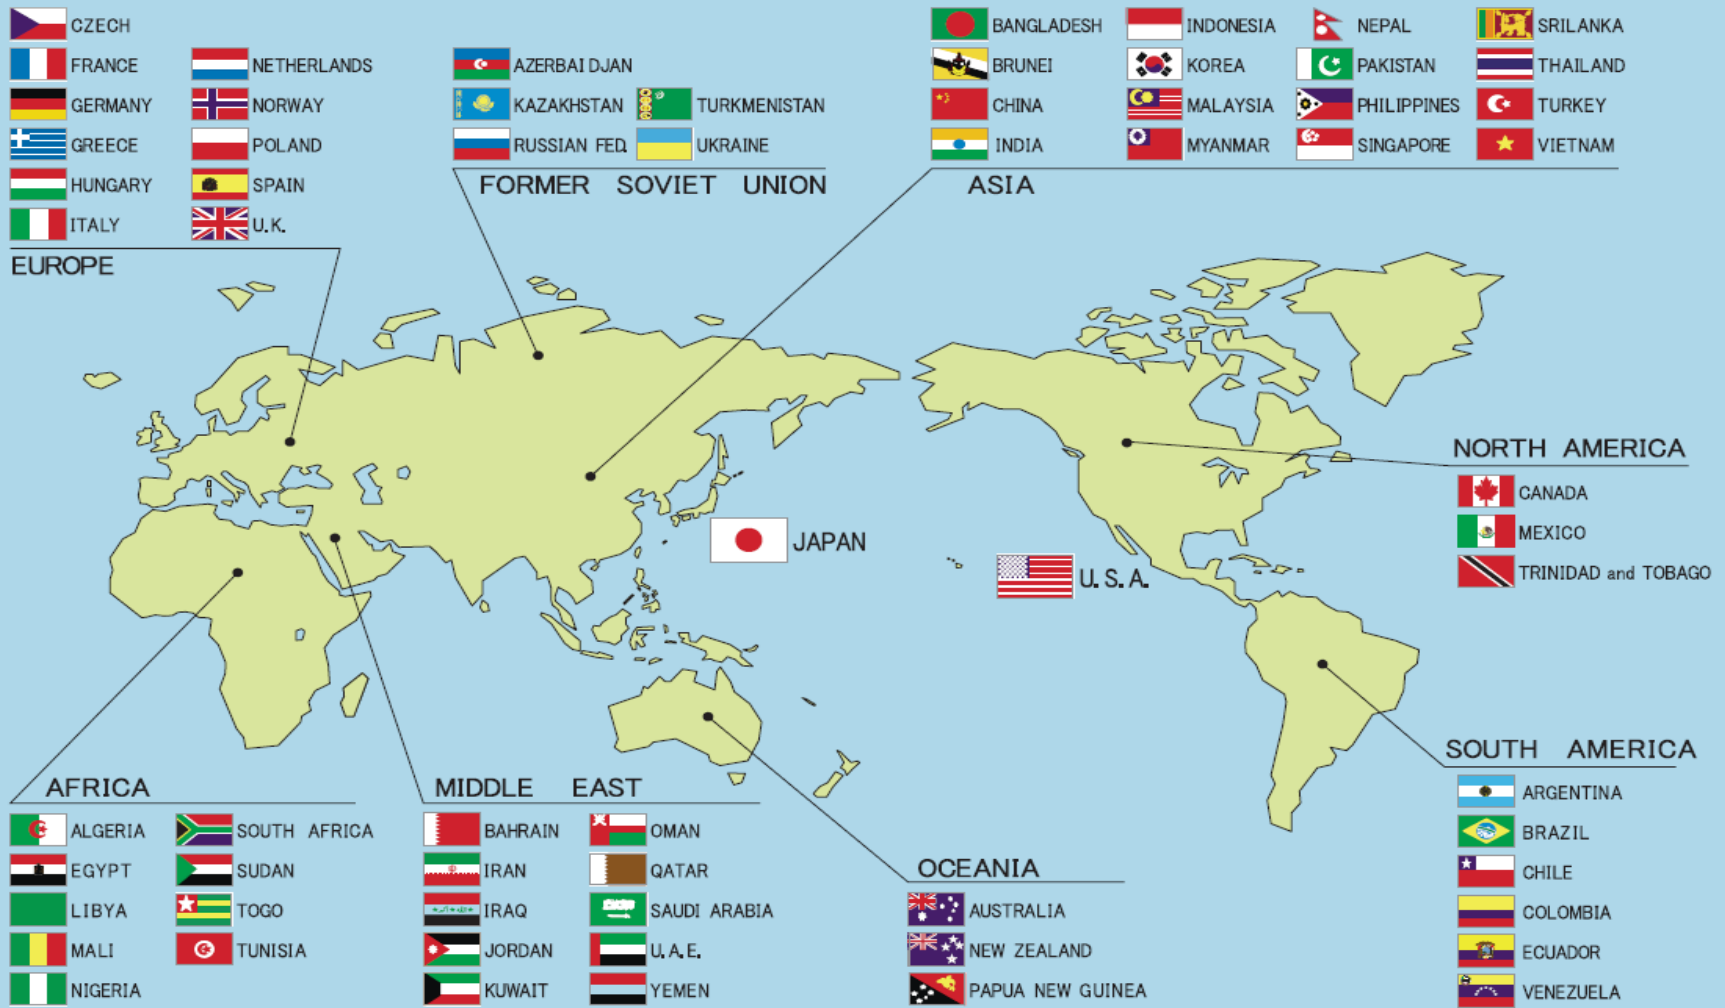 CZECH
FRANCE
GERMANY
GREECE
HUNGARY
ITALY
NETHERLANDS
NORWAY
POLAND
SPAIN
U.K.
EUROPE
AZERBAIDJAN
KAZAKHSTAN
RUSSIAN FED.
TURKMENISTAN
UKRAINE
FORMER SOVIET UNION
BANGLADESH
BRUNEI
CHINA
INDIA
INDONESIA
KOREA
MALAYSIA
MYANMAR
NEPAL
PAKISTAN
PHILIPPINES
SINGAPORE
SRILANKA
THAILAND
TURKEY
VIETNAM
ASIA
JAPAN
U.S.A.
NORTH AMERICA
CANADA
MEXICO
TRINIDAD and TOBAGO
SOUTH AMERICA
ARGENTINA
BRAZIL
CHILE
COLOMBIA
ECUADOR
VENEZUELA
AFRICA
ALGERIA
EGYPT
LIBYA
MALI
NIGERIA
SOUTH AFRICA
SUDAN
TOGO
TUNISIA
MIDDLE EAST
BAHRAIN
IRAN
IRAQ
JORDAN
KUWAIT
OMAN
QATAR
SAUDI ARABIA
U.A.E.
YEMEN
OCEANIA
AUSTRALIA
NEW ZEALAND
PAPUA NEW GUINEA